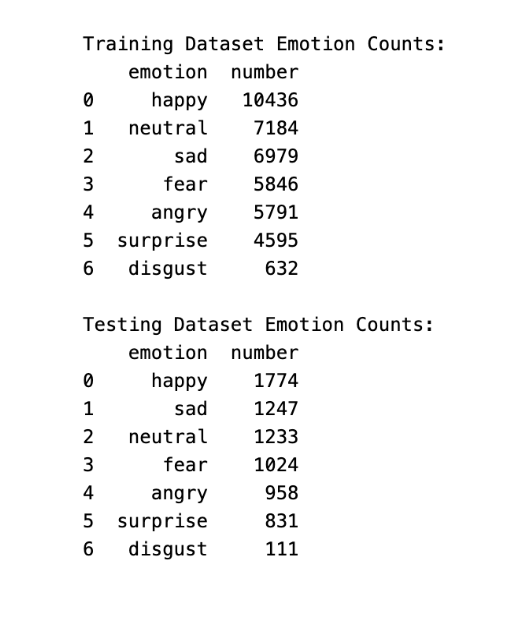 Training Dataset Emotion Counts:
emotion number
0 happy 10436
1 neutral 7184
2 sad 6979
3 fear 5846
4 angry 5791
5 surprise 4595
6 disgust 632
Testing Dataset Emotion Counts:
emotion number
0 happy 1774
1 sad 1247
2 neutral 1233
3 fear 1024
4 angry 958
5 surprise 831
6 disgust 111